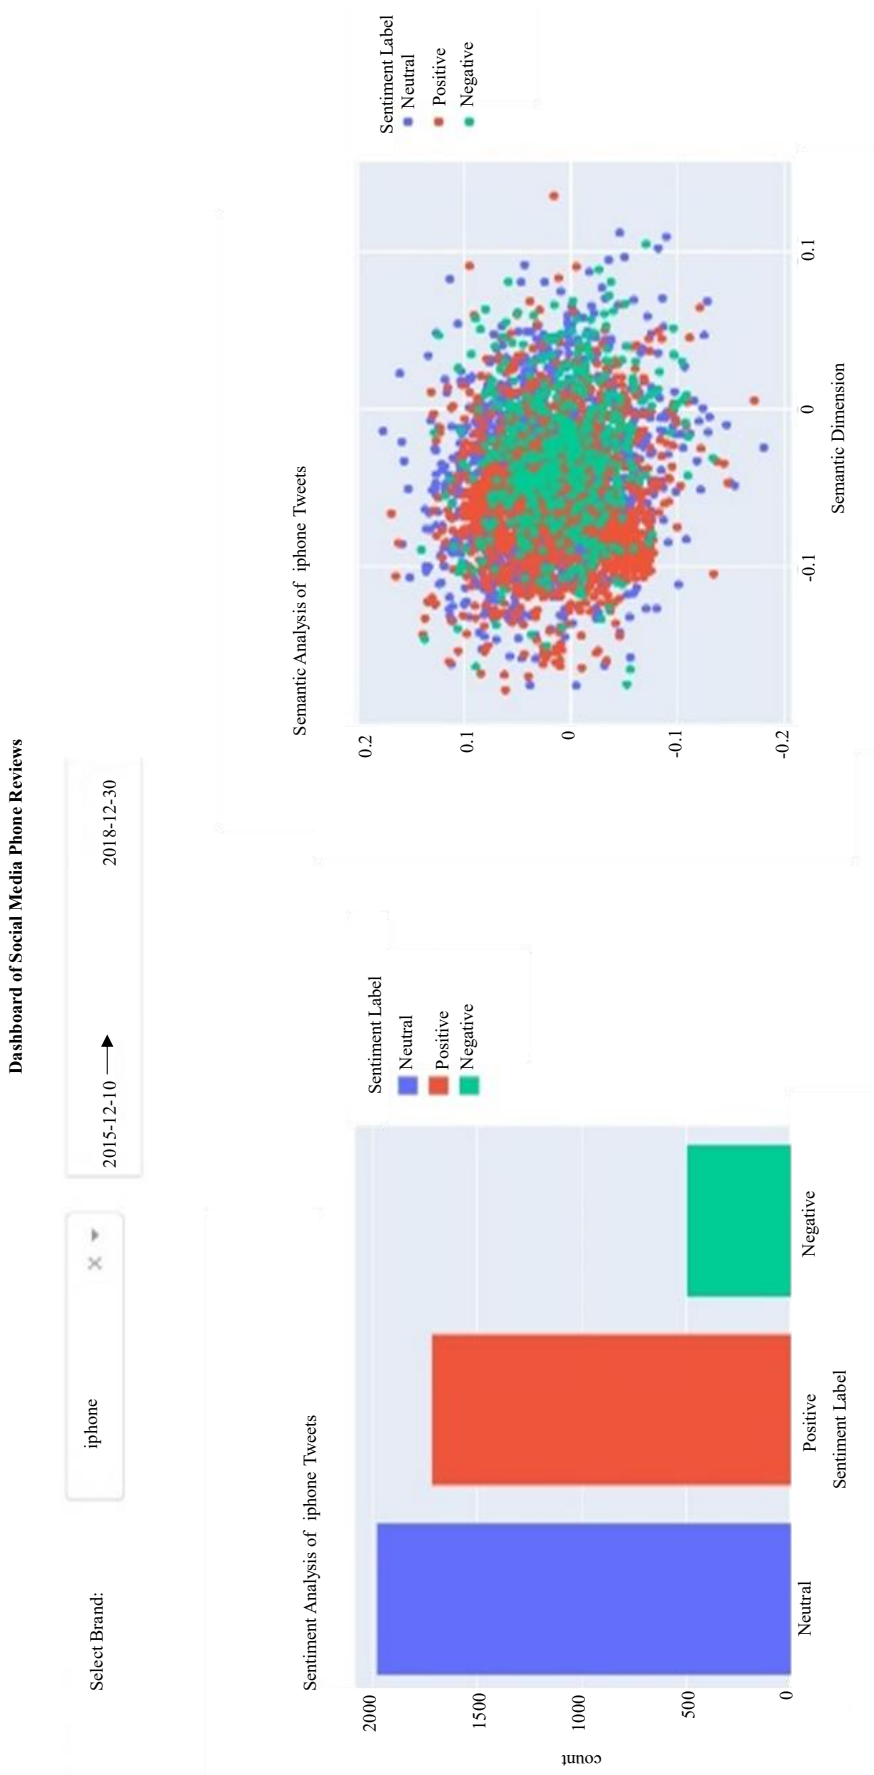 Dashboard of Social Media Phone Reviews
Select Brand:
iphone
x
2015-12-10
2018-12-30
Sentiment Analysis of iphone Tweets
2000
1500
1000
500
0
count
Neutral
Positive
Negative
Sentiment Label
Sentiment Label
Neutral
Positive
Negative
Semantic Analysis of iphone Tweets
0.2
0.1
0
-0.1
-0.2
-0.1
0
0.1
Semantic Dimension
Sentiment Label
Neutral
Positive
Negative